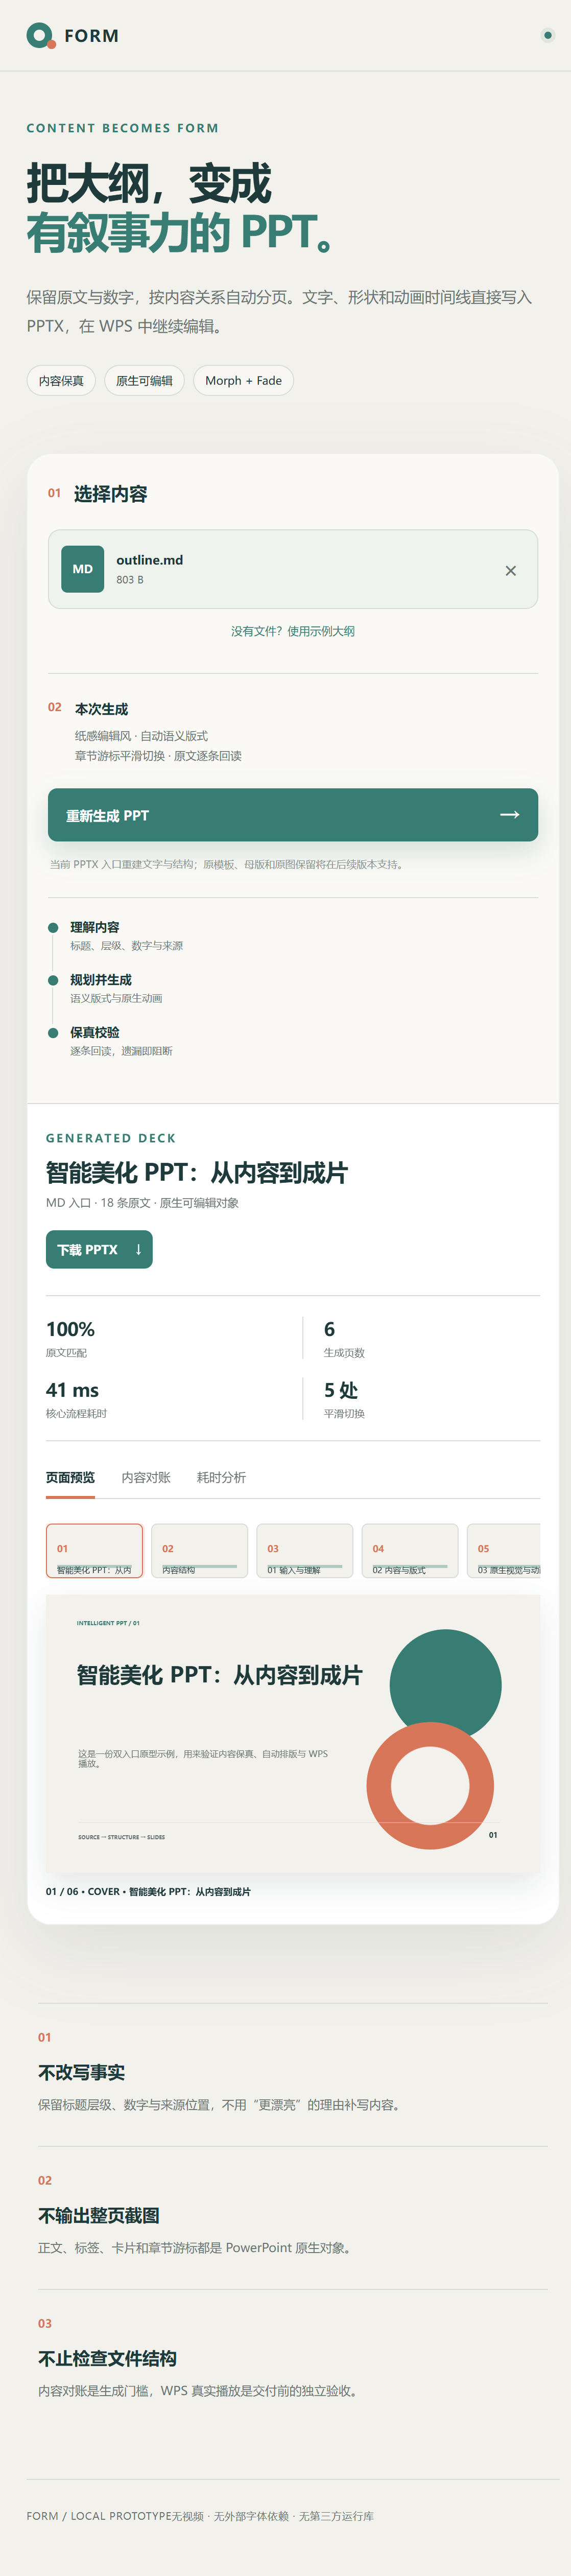 FORM
CONTENT BECOMES FORM
把大纲，变成
有叙事力的 PPT。
保留原文与数字，按内容关系自动分页。文字、形状和动画时间线直接写入
PPTX，在 WPS 中继续编辑。
内容保真
原生可编辑
Morph + Fade
01 选择内容
MD
outline.md
803 B
×
没有文件？使用示例大纲
02 本次生成
纸感编辑风 · 自动语义版式
章节游标平滑切换 · 原文逐条回读
重新生成 PPT →
当前 PPTX 入口重建文字与结构；原模板、母版和原图保留将在后续版本支持。
理解内容
标题、层级、数字与来源
规划并生成
语义版式与原生动画
保真校验
逐条回读，遗漏即阻断
GENERATED DECK
智能美化 PPT：从内容到成片
MD 入口 · 18 条原文 · 原生可编辑对象
下载 PPTX ↓
100%
原文匹配
6
生成页数
41 ms
核心流程耗时
5 处
平滑切换
页面预览 内容对账 耗时分析
01
智能美化 PPT：从内
02
内容结构
03
01 输入与理解
04
02 内容与版式
05
03 原生视觉与动
INTELLIGENT PPT / 01
智能美化 PPT：从内容到成片
这是一份双入口原型示例，用来验证内容保真、自动排版与 WPS
播放。
SOURCE — STRUCTURE — SLIDES
01
01 / 06 • COVER • 智能美化 PPT：从内容到成片
01
不改写事实
保留标题层级、数字与来源位置，不用“更漂亮”的理由补写内容。
02
不输出整页截图
正文、标签、卡片和章节游标都是 PowerPoint 原生对象。
03
不止检查文件结构
内容对账是生成门槛，WPS 真实播放是交付前的独立验收。
FORM / LOCAL PROTOTYPE无视频 · 无外部字体依赖 · 无第三方运行库